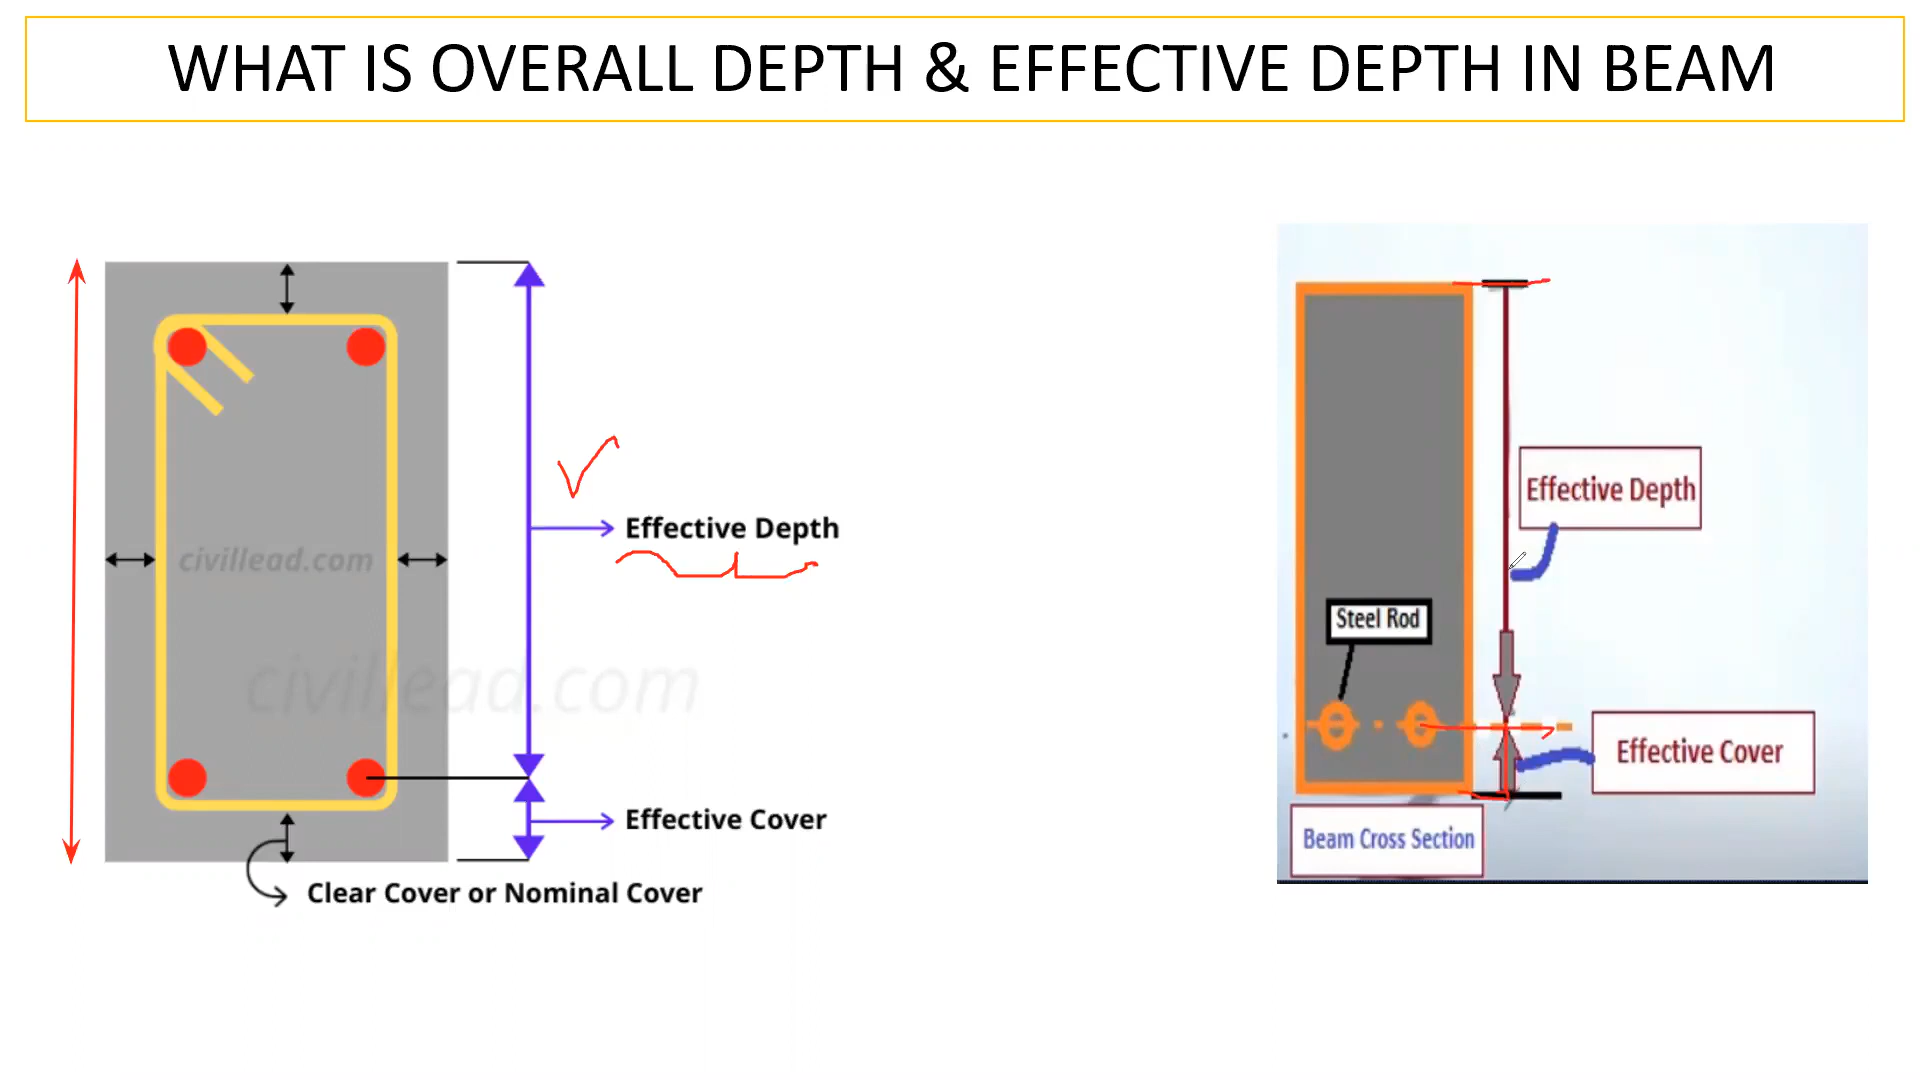 WHAT IS OVERALL DEPTH & EFFECTIVE DEPTH IN BEAM
civillead.com
Effective Depth
civillead.com
Effective Cover
Clear Cover or Nominal Cover
Effective Depth
Steel Rod
Effective Cover
Beam Cross Section